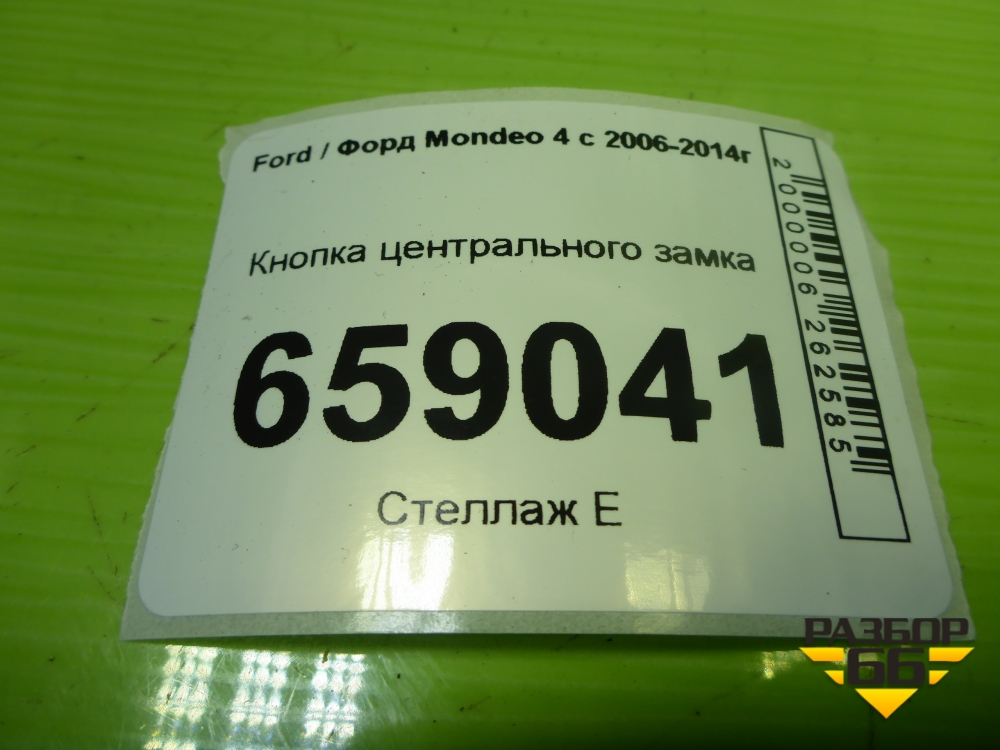 Ford / Форд Mondeo 4 с 2006-2014г
Кнопка центрального замка
659041
Стеллаж Е
2000006262585
РАЗБОР
66